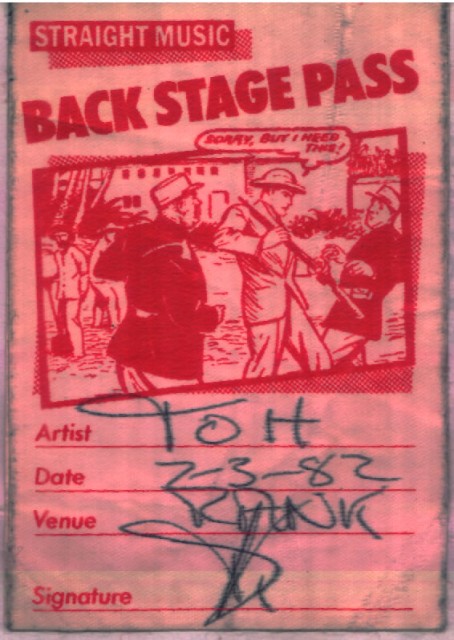 STRAIGHT MUSIC
BACK STAGE PASS
SORRY, BUT I NEED
THIS!
Artist TOH
Date 2-3-82
Venue RANK
Signature